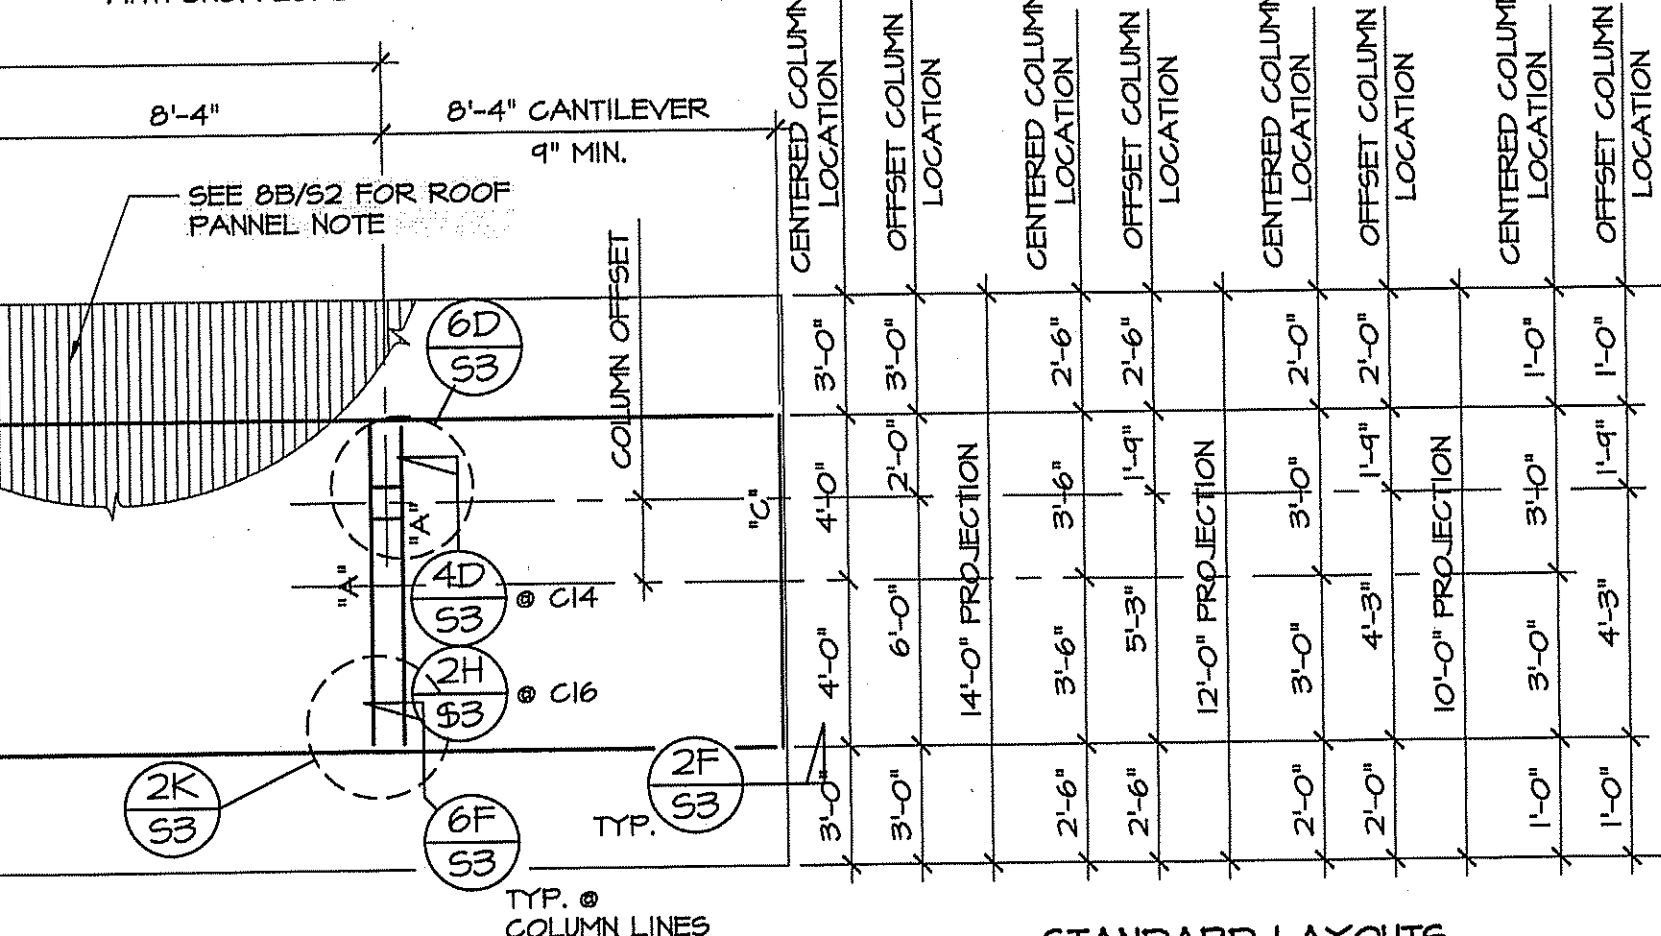 8'-4"
8'-4" CANTILEVER
9" MIN.
SEE 8B/S2 FOR ROOF
PANNEL NOTE
COLUMN OFFSET
6D
S3
"A"
"A"
"C"
4D
S3
@ C14
2H
S3
@ C16
2K
S3
6F
S3
TYP. @
COLUMN LINES
TYP.
2F
S3
CENTERED COLUMN
LOCATION
OFFSET COLUMN
LOCATION
CENTERED COLUMN
LOCATION
OFFSET COLUMN
LOCATION
CENTERED COLUMN
LOCATION
OFFSET COLUMN
LOCATION
CENTERED COLUMN
LOCATION
OFFSET COLUMN
LOCATION
3'-0"
4'-0"
4'-0"
3'-0"
3'-0"
2'-0"
6'-0"
3'-0"
14'-0" PROJECTION
2'-6"
3'-6"
3'-6"
2'-6"
2'-6"
1'-9"
5'-3"
2'-6"
12'-0" PROJECTION
2'-0"
3'-0"
3'-0"
2'-0"
2'-0"
1'-9"
4'-3"
2'-0"
10'-0" PROJECTION
1'-0"
3'-0"
3'-0"
1'-0"
1'-0"
1'-9"
4'-3"
1'-0"
STANDARD LAYOUTS